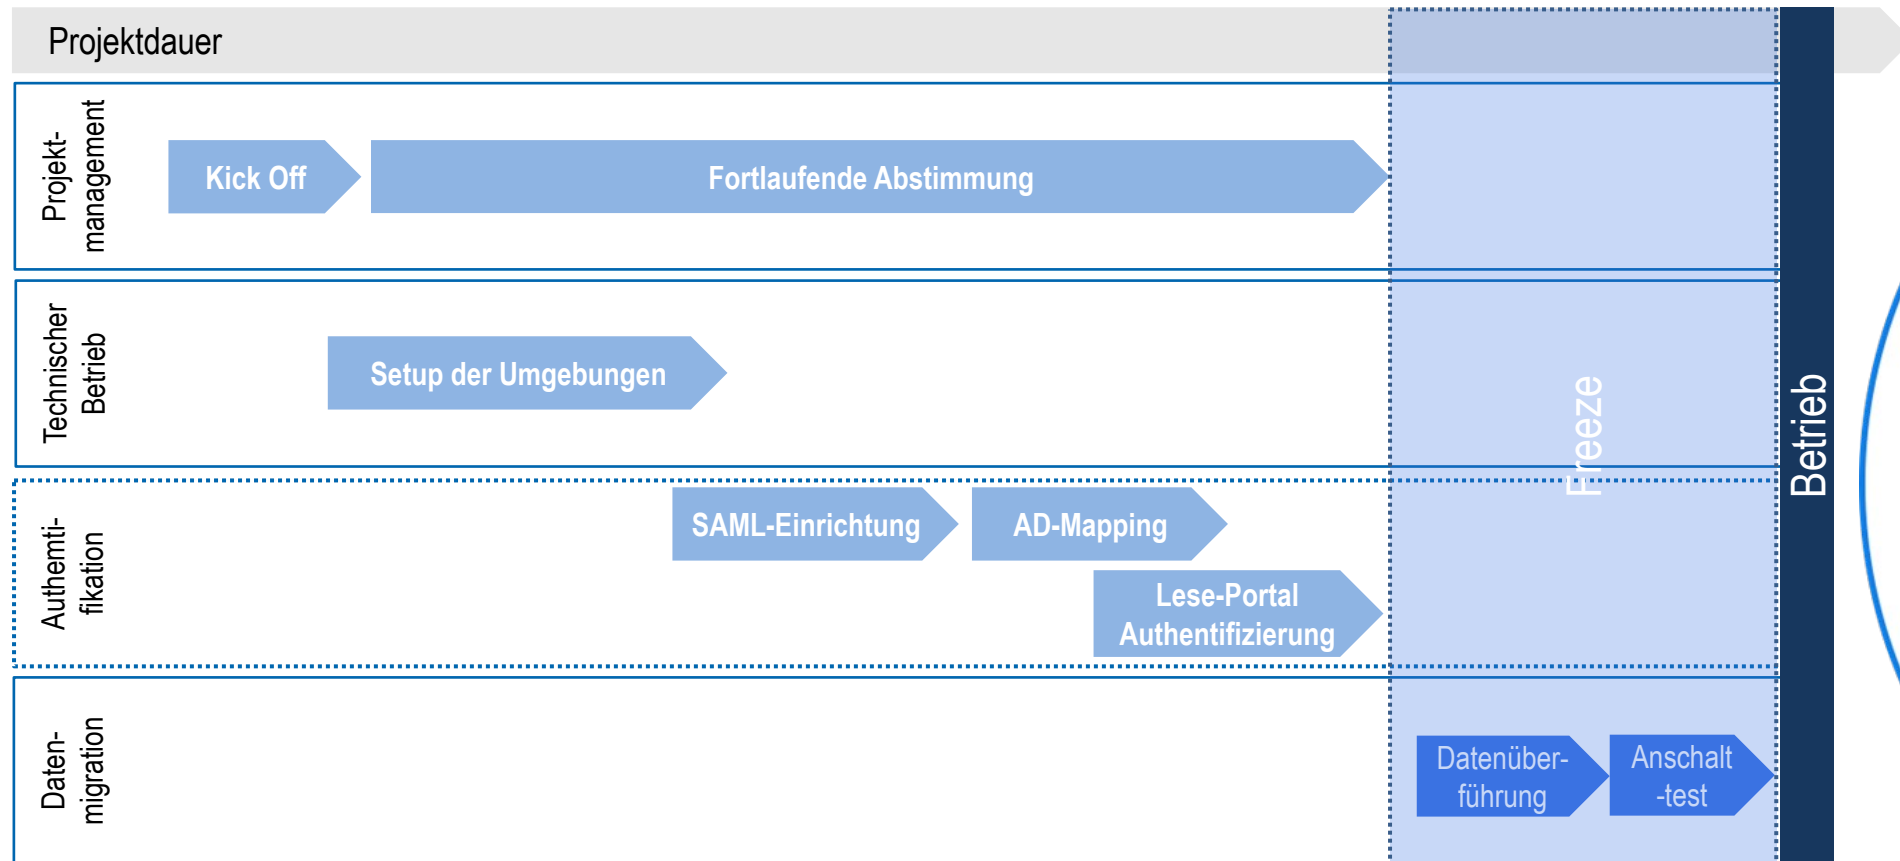 Projektdauer
Projekt-
management
Kick Off
Fortlaufende Abstimmung
Technischer
Betrieb
Setup der Umgebungen
Authemti-
fikation
SAML-Einrichtung
AD-Mapping
Lese-Portal
Authentifizierung
Daten-
migration
Datenüber-
führung
Anschalt
-test
Freeze
Betrieb